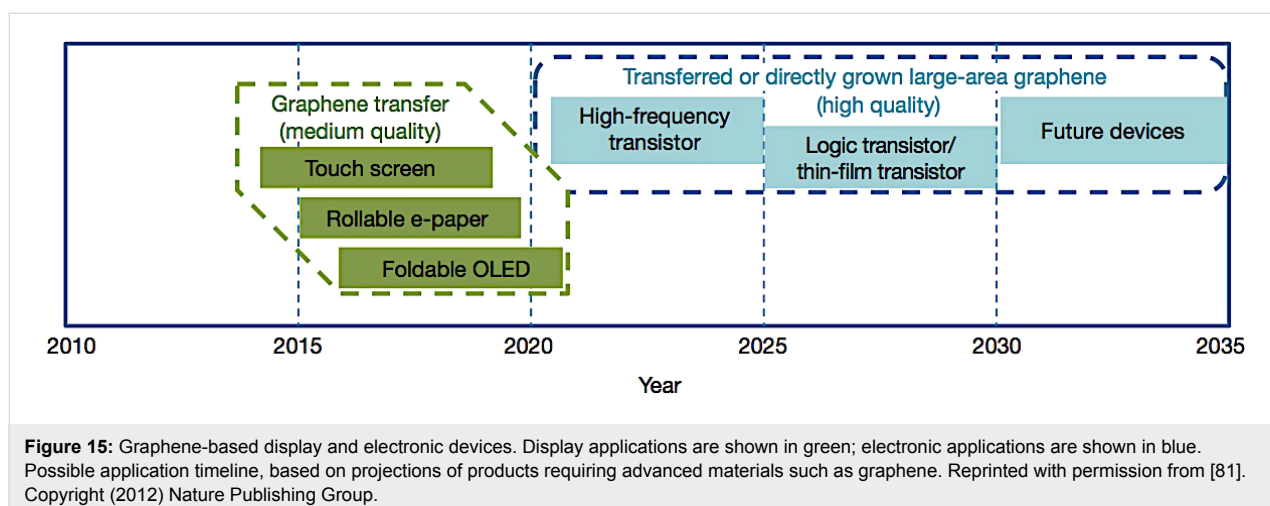 Transferred or directly grown large-area graphene
(high quality)
Graphene transfer
(medium quality)
High-frequency
transistor
Logic transistor/
thin-film transistor
Future devices
Touch screen
Rollable e-paper
Foldable OLED
2010 2015 2020 2025 2030 2035
Year
Figure 15: Graphene-based display and electronic devices. Display applications are shown in green; electronic applications are shown in blue.
Possible application timeline, based on projections of products requiring advanced materials such as graphene. Reprinted with permission from [81].
Copyright (2012) Nature Publishing Group.